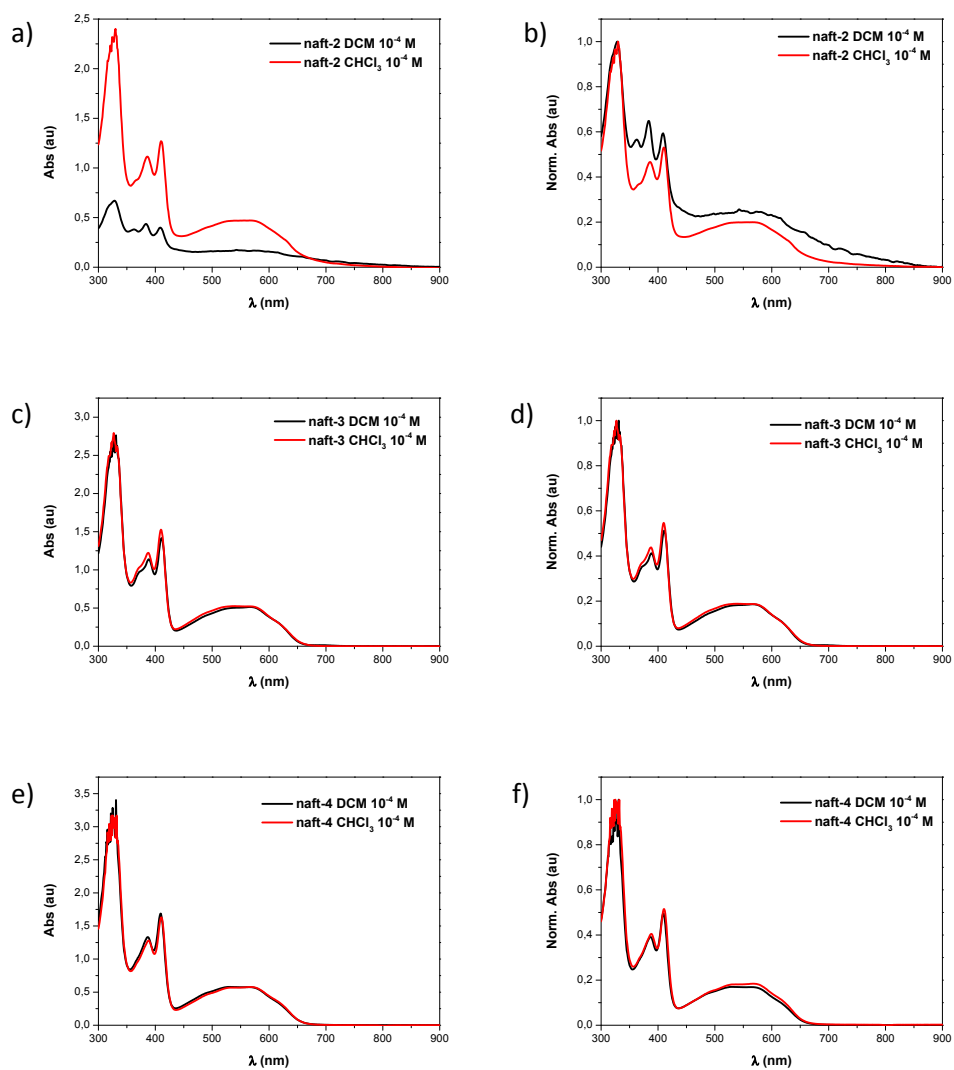 a)
2,5
2,0
1,5
1,0
0,5
0,0
Abs (au)
naft-2 DCM 10⁻⁴ M
naft-2 CHCl₃ 10⁻⁴ M
300 400 500 600 700 800 900
λ (nm)
b)
1,0
0,8
0,6
0,4
0,2
0,0
Norm. Abs (au)
naft-2 DCM 10⁻⁴ M
naft-2 CHCl₃ 10⁻⁴ M
300 400 500 600 700 800 900
λ (nm)
c)
3,0
2,5
2,0
1,5
1,0
0,5
0,0
Abs (au)
naft-3 DCM 10⁻⁴ M
naft-3 CHCl₃ 10⁻⁴ M
300 400 500 600 700 800 900
λ (nm)
d)
1,0
0,8
0,6
0,4
0,2
0,0
Norm. Abs (au)
naft-3 DCM 10⁻⁴ M
naft-3 CHCl₃ 10⁻⁴ M
300 400 500 600 700 800 900
λ (nm)
e)
3,5
3,0
2,5
2,0
1,5
1,0
0,5
0,0
Abs (au)
naft-4 DCM 10⁻⁴ M
naft-4 CHCl₃ 10⁻⁴ M
300 400 500 600 700 800 900
λ (nm)
f)
1,0
0,8
0,6
0,4
0,2
0,0
Norm. Abs (au)
naft-4 DCM 10⁻⁴ M
naft-4 CHCl₃ 10⁻⁴ M
300 400 500 600 700 800 900
λ (nm)